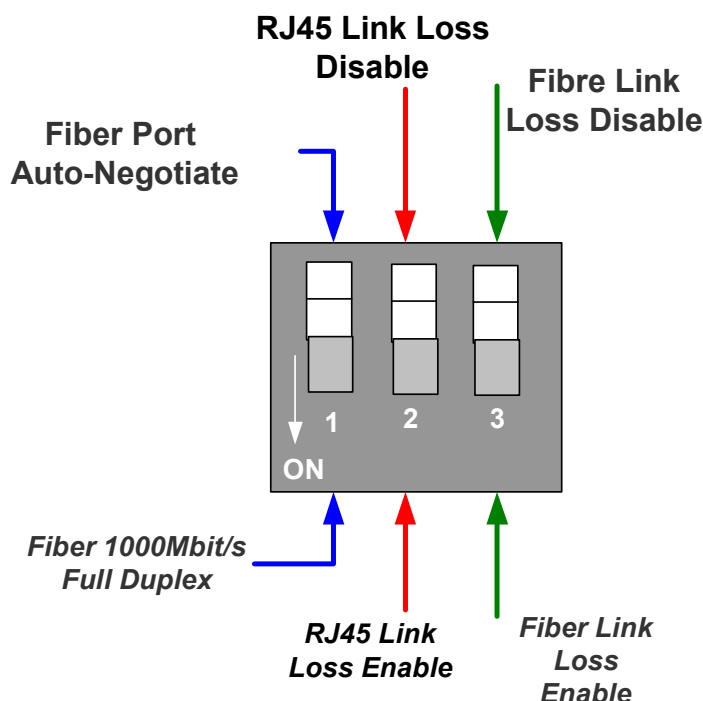 RJ45 Link Loss
Disable
Fibre Link
Loss Disable
Fiber Port
Auto-Negotiate
1
2
3
ON
Fiber 1000Mbit/s
Full Duplex
RJ45 Link
Loss Enable
Fiber Link
Loss
Enable